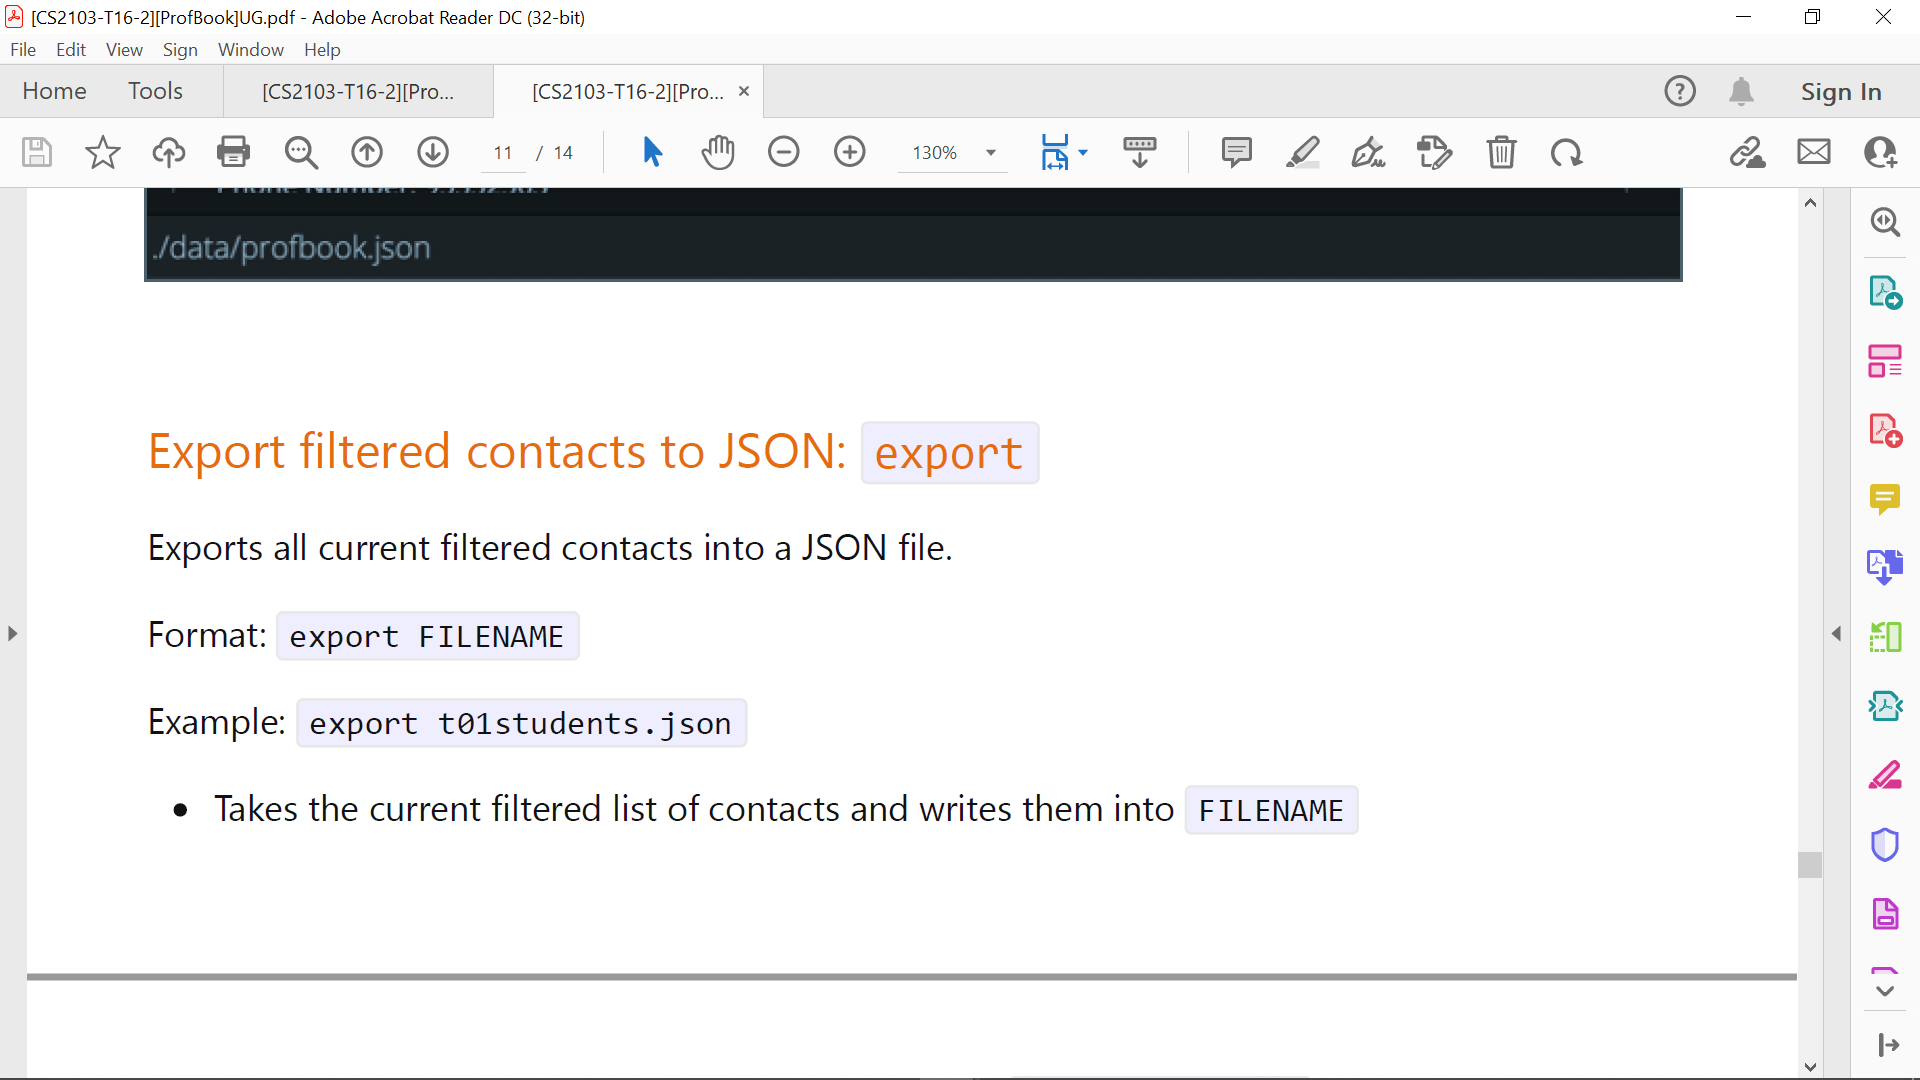 [CS2103-T16-2][ProfBook]UG.pdf - Adobe Acrobat Reader DC (32-bit)
File Edit View Sign Window Help
Home Tools [CS2103-T16-2][Pro... [CS2103-T16-2][Pro... × Sign In
11 / 14 130%
Phone Number:
./data/profbook.json
Export filtered contacts to JSON: export
Exports all current filtered contacts into a JSON file.
Format: export FILENAME
Example: export t01students.json
• Takes the current filtered list of contacts and writes them into FILENAME